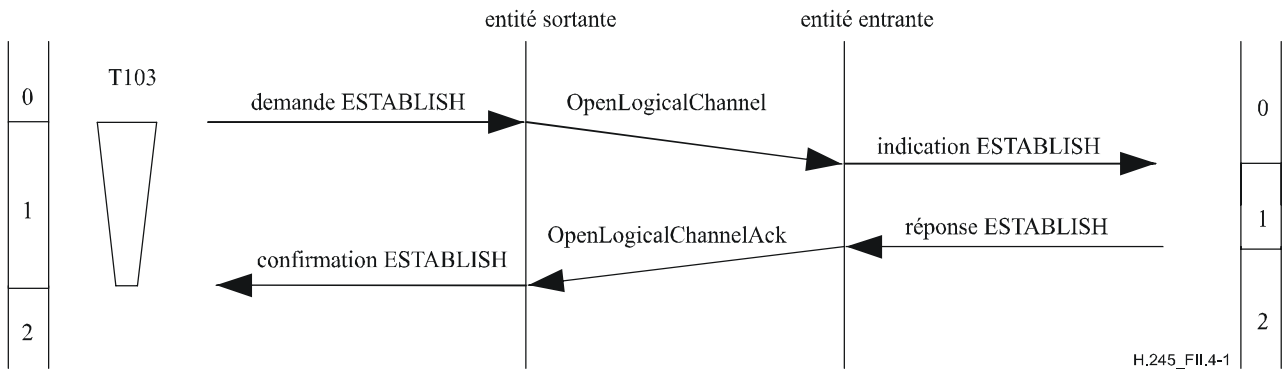 entité sortante
entité entrante
T103
0
demande ESTABLISH
OpenLogicalChannel
0
indication ESTABLISH
1
1
OpenLogicalChannelAck
réponse ESTABLISH
confirmation ESTABLISH
2
2
H.245_FII.4-1